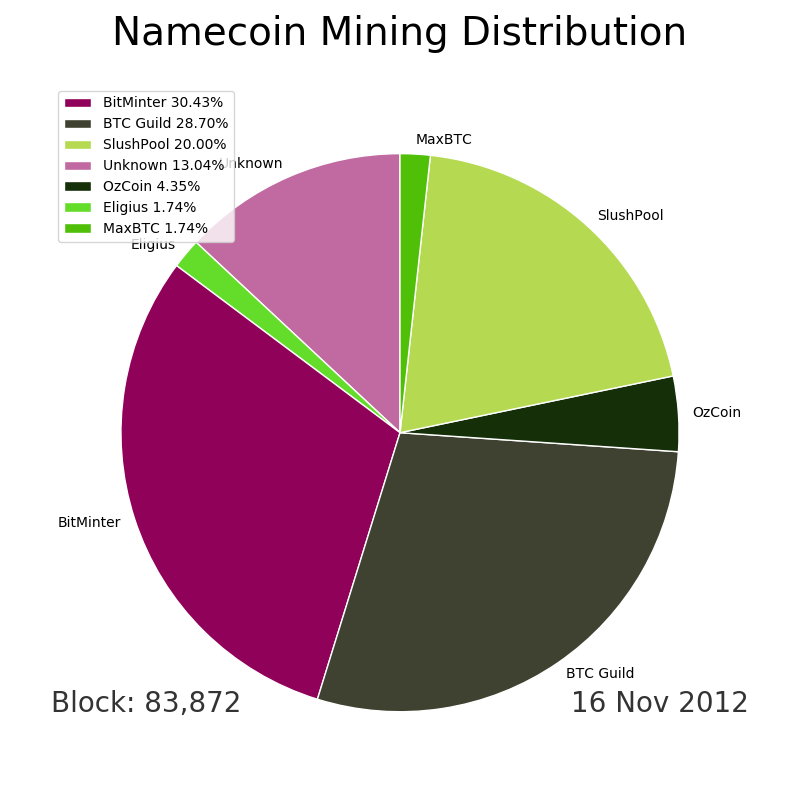 Namecoin Mining Distribution
BitMinter 30.43%
BTC Guild 28.70%
SlushPool 20.00%
Unknown 13.04%
OzCoin 4.35%
Eligius 1.74%
MaxBTC 1.74%
MaxBTC
Unknown
SlushPool
Eligius
OzCoin
BitMinter
BTC Guild
Block: 83,872
16 Nov 2012